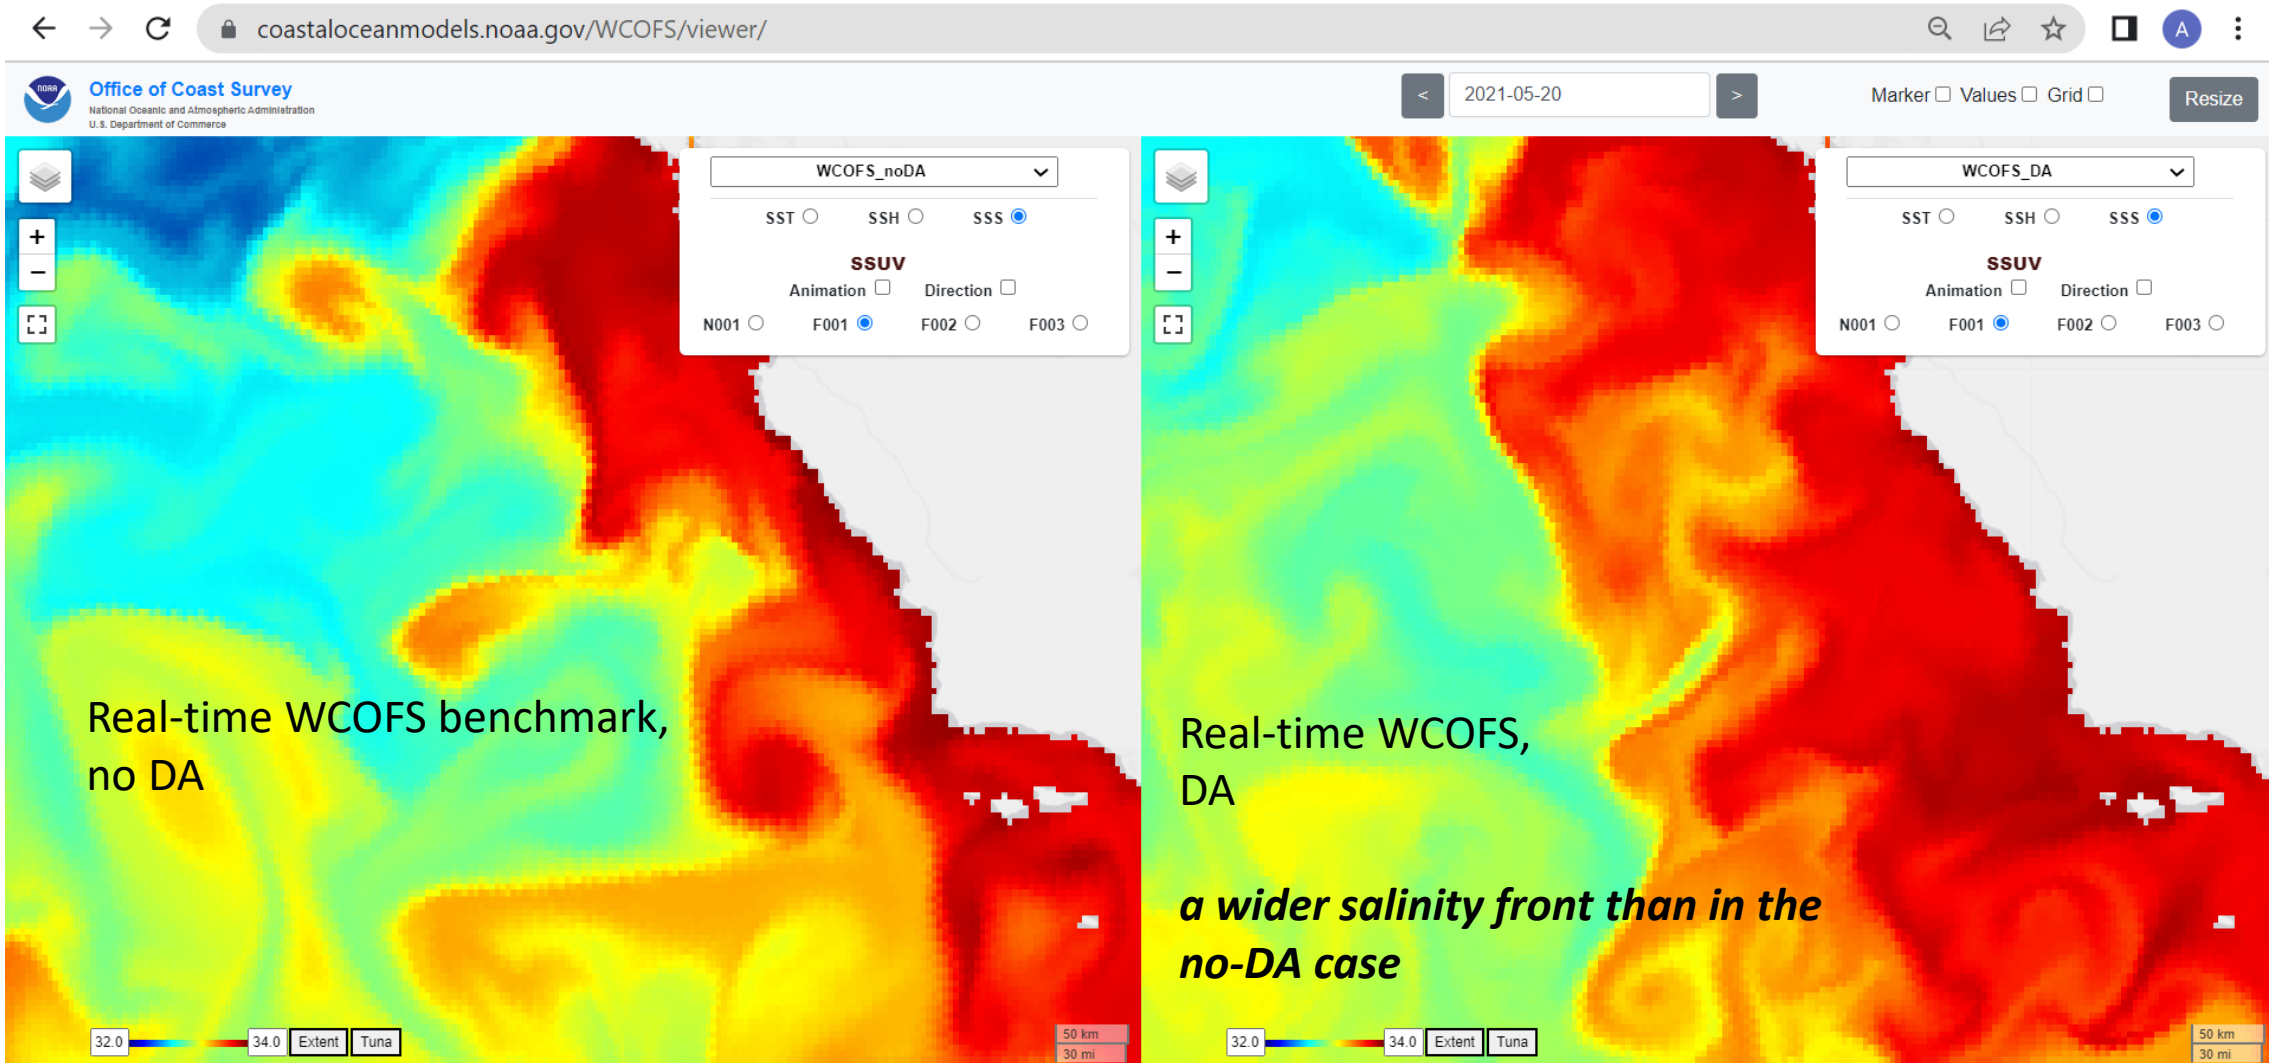 coastaloceanmodels.noaa.gov/WCOFS/viewer/
A
NOAA
Office of Coast Survey
National Oceanic and Atmospheric Administration
U.S. Department of Commerce
< 2021-05-20 >
Marker Values Grid
Resize
WCOFS_noDA
SST SSH SSS
SSUV
Animation Direction
N001 F001 F002 F003
+
−
Real-time WCOFS benchmark,
no DA
32.0 34.0 Extent Tuna
50 km
30 mi
WCOFS_DA
SST SSH SSS
SSUV
Animation Direction
N001 F001 F002 F003
+
−
Real-time WCOFS,
DA
a wider salinity front than in the
no-DA case
32.0 34.0 Extent Tuna
50 km
30 mi